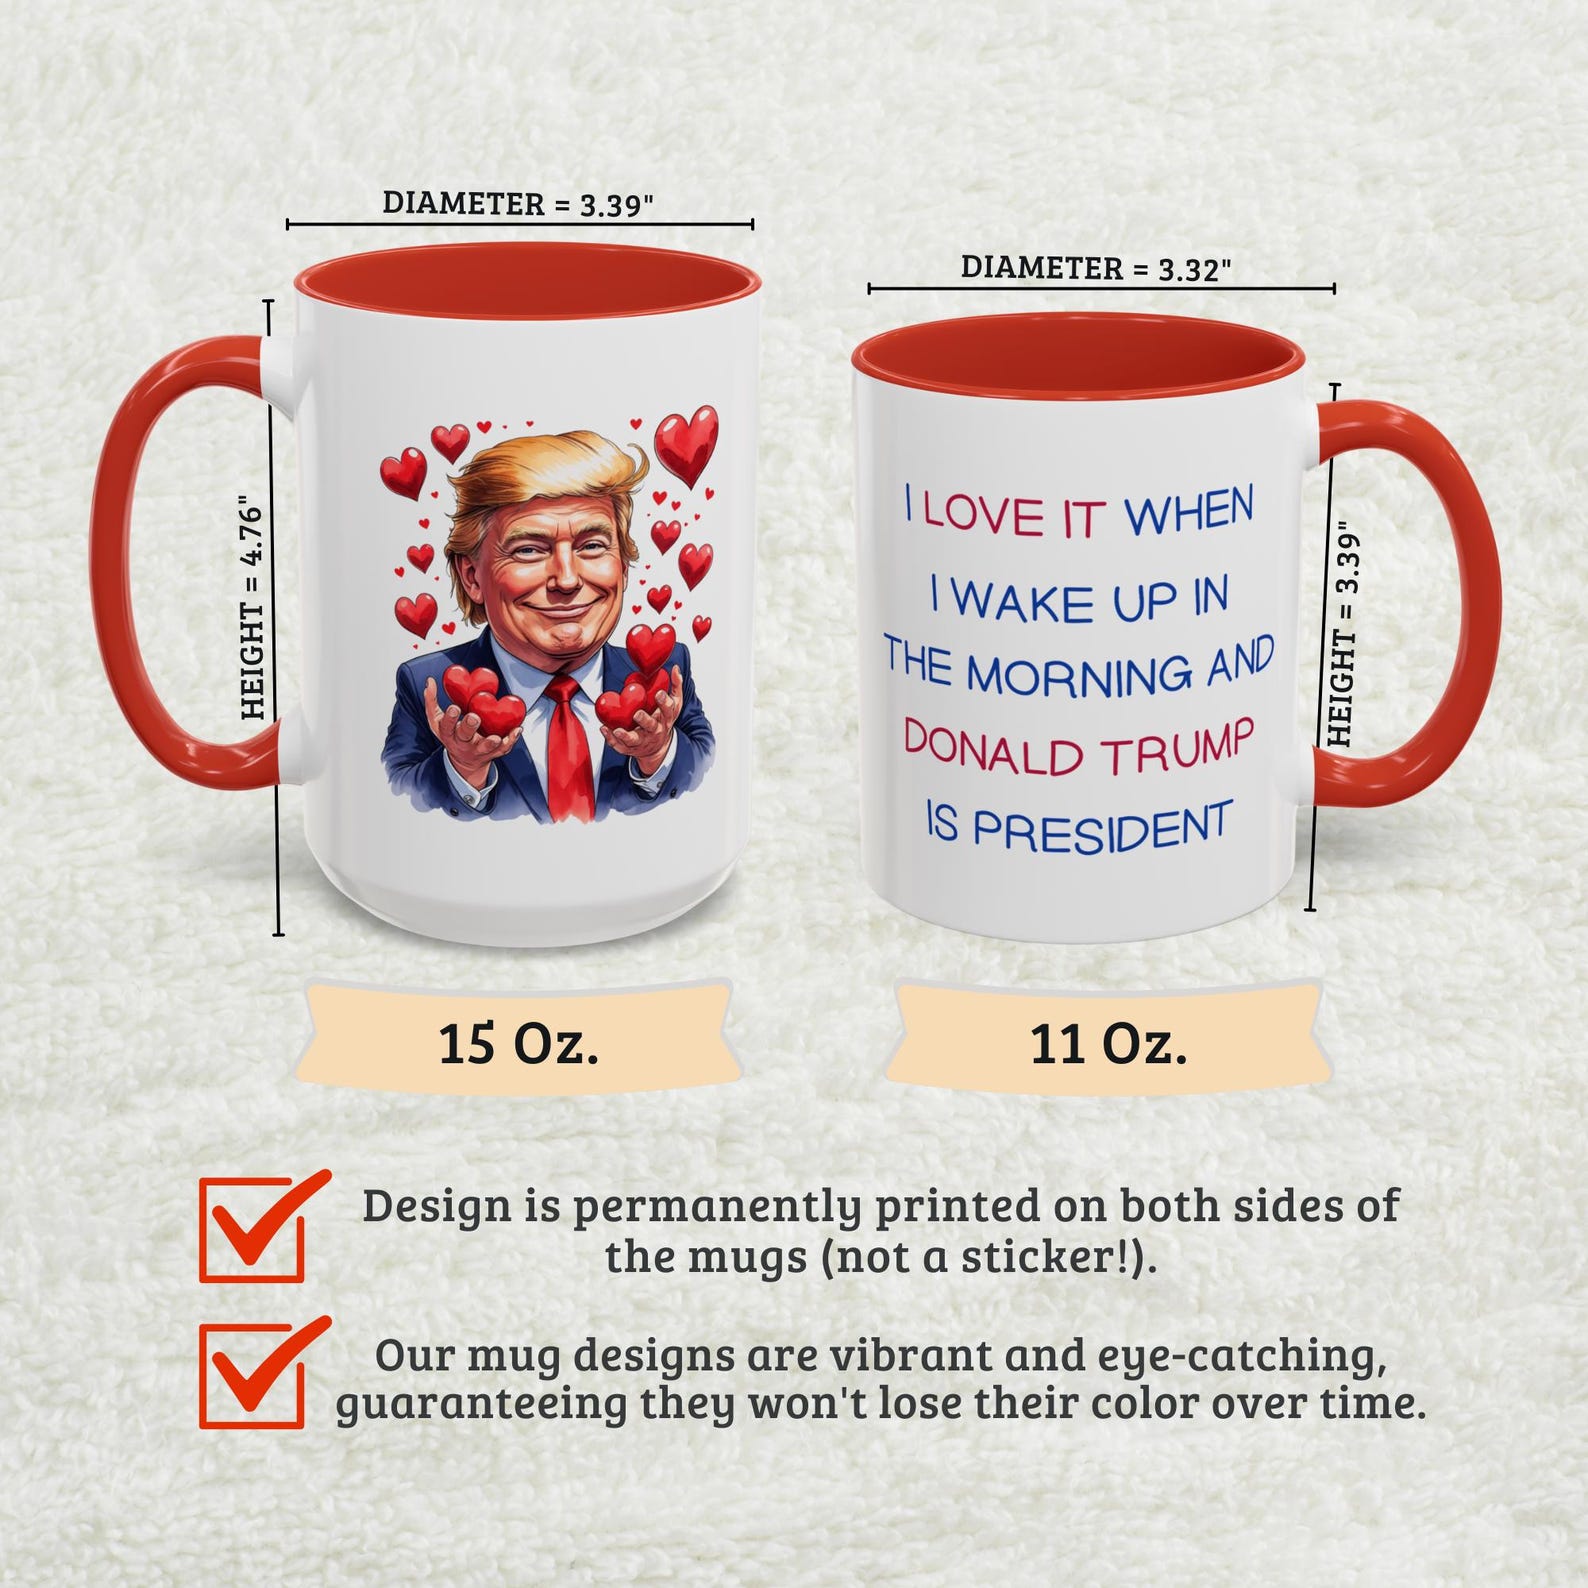 DIAMETER = 3.39"
DIAMETER = 3.32"
HEIGHT = 4.76"
HEIGHT = 3.39"
I LOVE IT WHEN
I WAKE UP IN
THE MORNING AND
DONALD TRUMP
IS PRESIDENT
15 Oz.
11 Oz.
Design is permanently printed on both sides of
the mugs (not a sticker!).
Our mug designs are vibrant and eye-catching,
guaranteeing they won't lose their color over time.